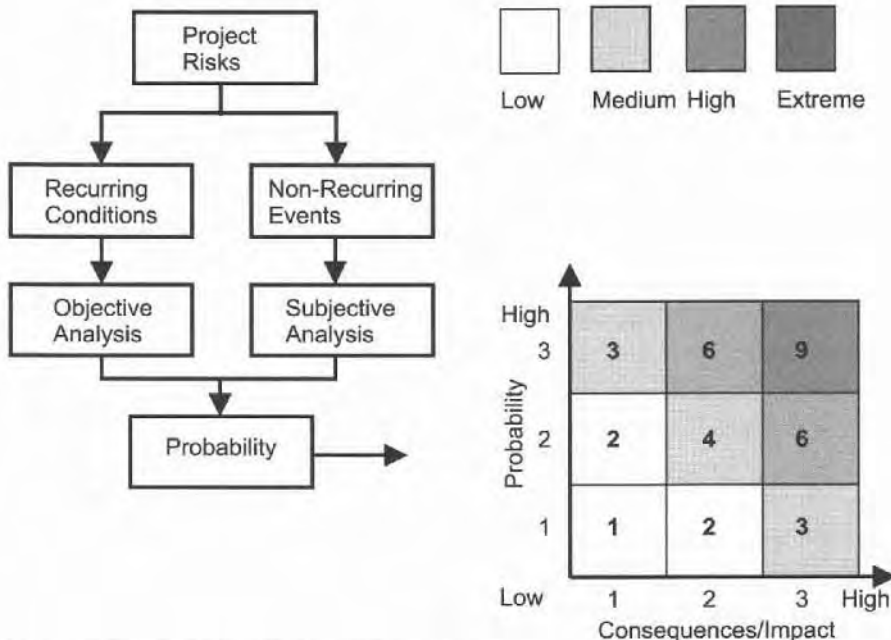 Project
Risks
Recurring
Conditions
Non-Recurring
Events
Objective
Analysis
Subjective
Analysis
Probability
Low Medium High Extreme
High
3 3 6 9
Probability
2 2 4 6
1 1 2 3
Low 1 2 3 High
Consequences/Impact